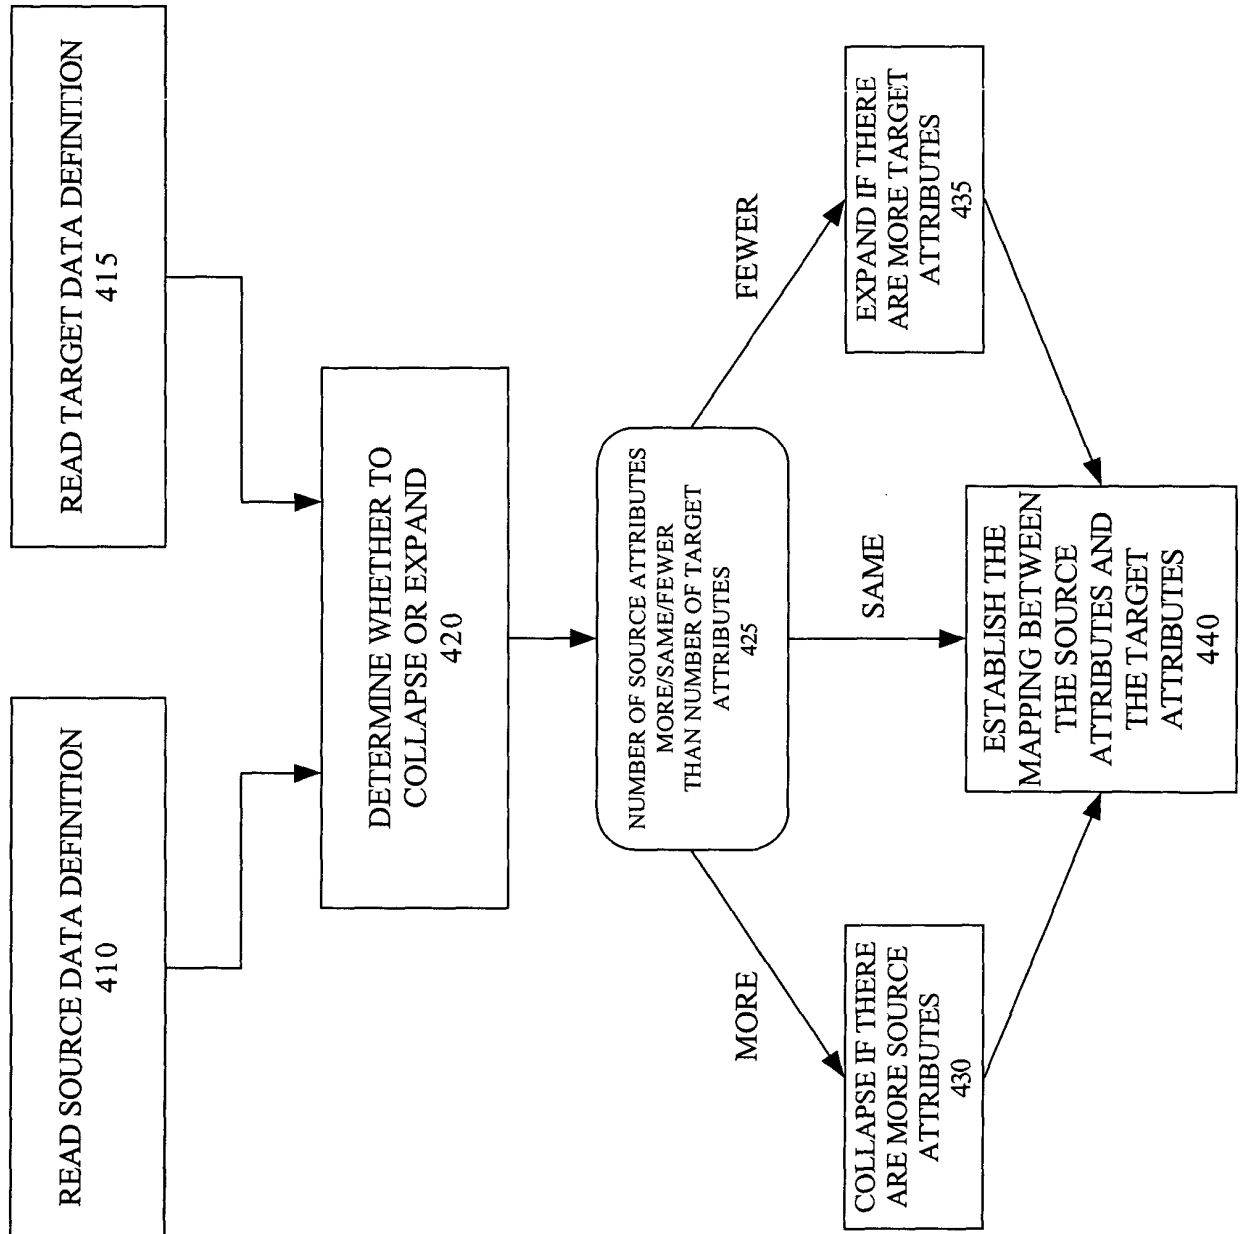 READ SOURCE DATA DEFINITION
410
READ TARGET DATA DEFINITION
415
DETERMINE WHETHER TO
COLLAPSE OR EXPAND
420
NUMBER OF SOURCE ATTRIBUTES
MORE/SAME/FEWER
THAN NUMBER OF TARGET
ATTRIBUTES
425
MORE
SAME
FEWER
COLLAPSE IF THERE
ARE MORE SOURCE
ATTRIBUTES
430
EXPAND IF THERE
ARE MORE TARGET
ATTRIBUTES
435
ESTABLISH THE
MAPPING BETWEEN
THE SOURCE
ATTRIBUTES AND
THE TARGET
ATTRIBUTES
440